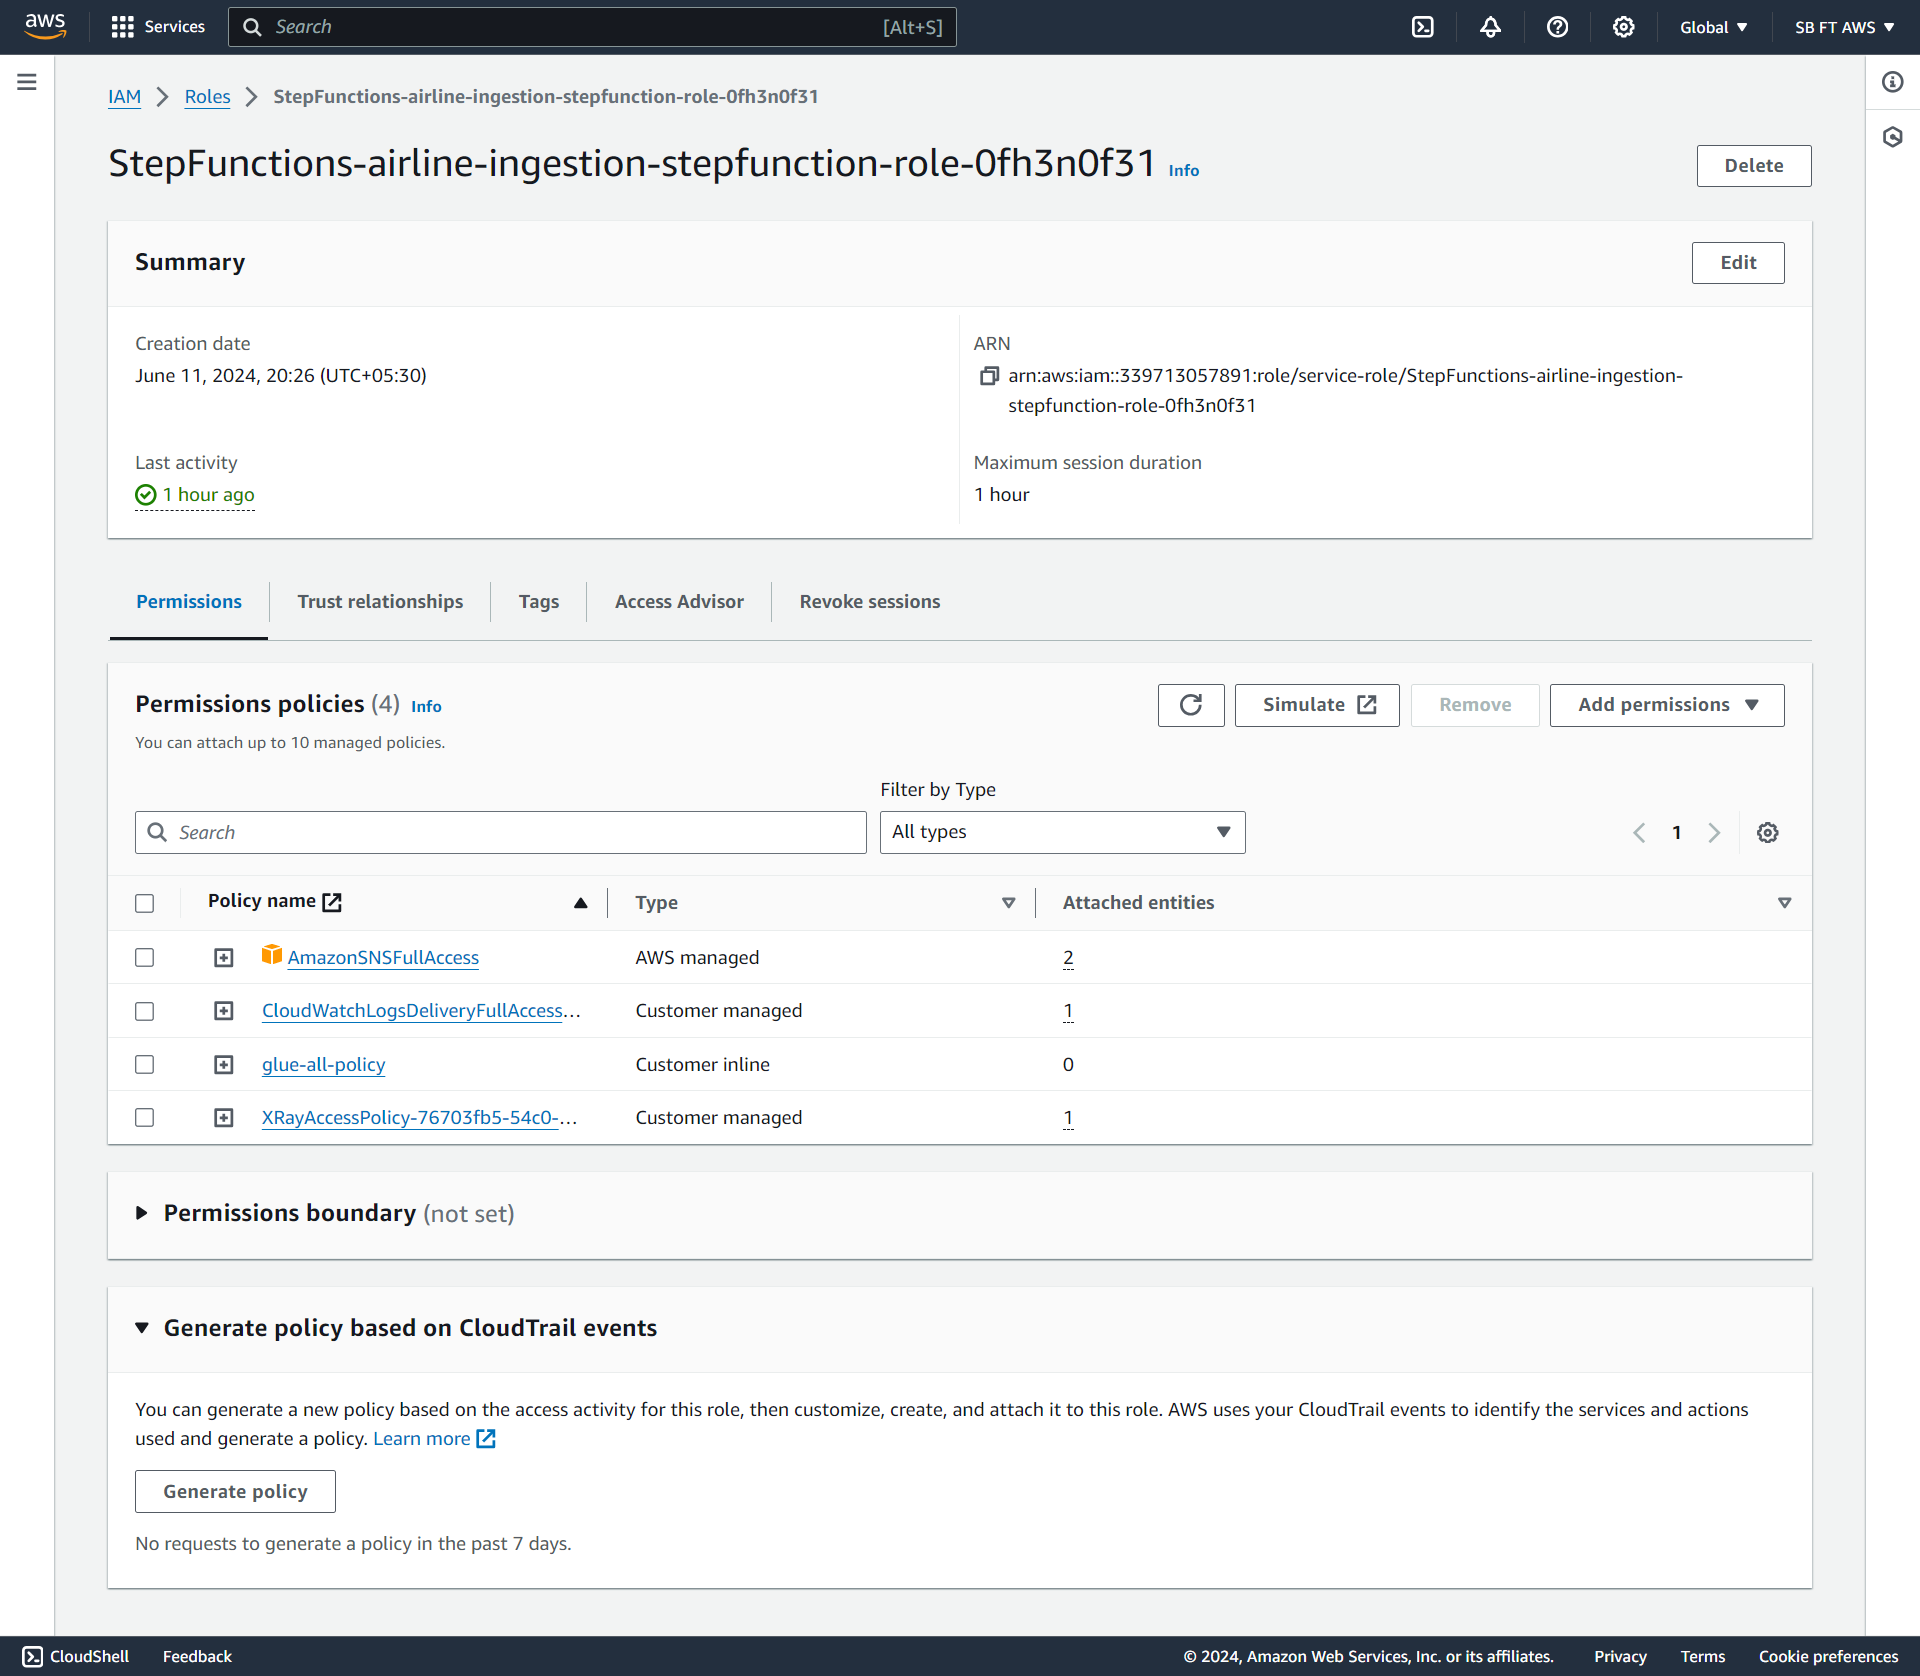 aws Services Search [Alt+S] Global SB FT AWS
IAM Roles StepFunctions-airline-ingestion-stepfunction-role-0fh3n0f31
StepFunctions-airline-ingestion-stepfunction-role-0fh3n0f31 Info Delete
Summary Edit
Creation date
June 11, 2024, 20:26 (UTC+05:30)
ARN
arn:aws:iam::339713057891:role/service-role/StepFunctions-airline-ingestion-
stepfunction-role-0fh3n0f31
Last activity
1 hour ago
Maximum session duration
1 hour
Permissions Trust relationships Tags Access Advisor Revoke sessions
Permissions policies (4) Info Simulate Remove Add permissions
You can attach up to 10 managed policies.
Filter by Type
Search All types 1
Policy name Type Attached entities
AmazonSNSFullAccess AWS managed 2
CloudWatchLogsDeliveryFullAccess... Customer managed 1
glue-all-policy Customer inline 0
XRayAccessPolicy-76703fb5-54c0-... Customer managed 1
Permissions boundary (not set)
Generate policy based on CloudTrail events
You can generate a new policy based on the access activity for this role, then customize, create, and attach it to this role. AWS uses your CloudTrail events to identify the services and actions
used and generate a policy. Learn more
Generate policy
No requests to generate a policy in the past 7 days.
CloudShell Feedback © 2024, Amazon Web Services, Inc. or its affiliates. Privacy Terms Cookie preferences